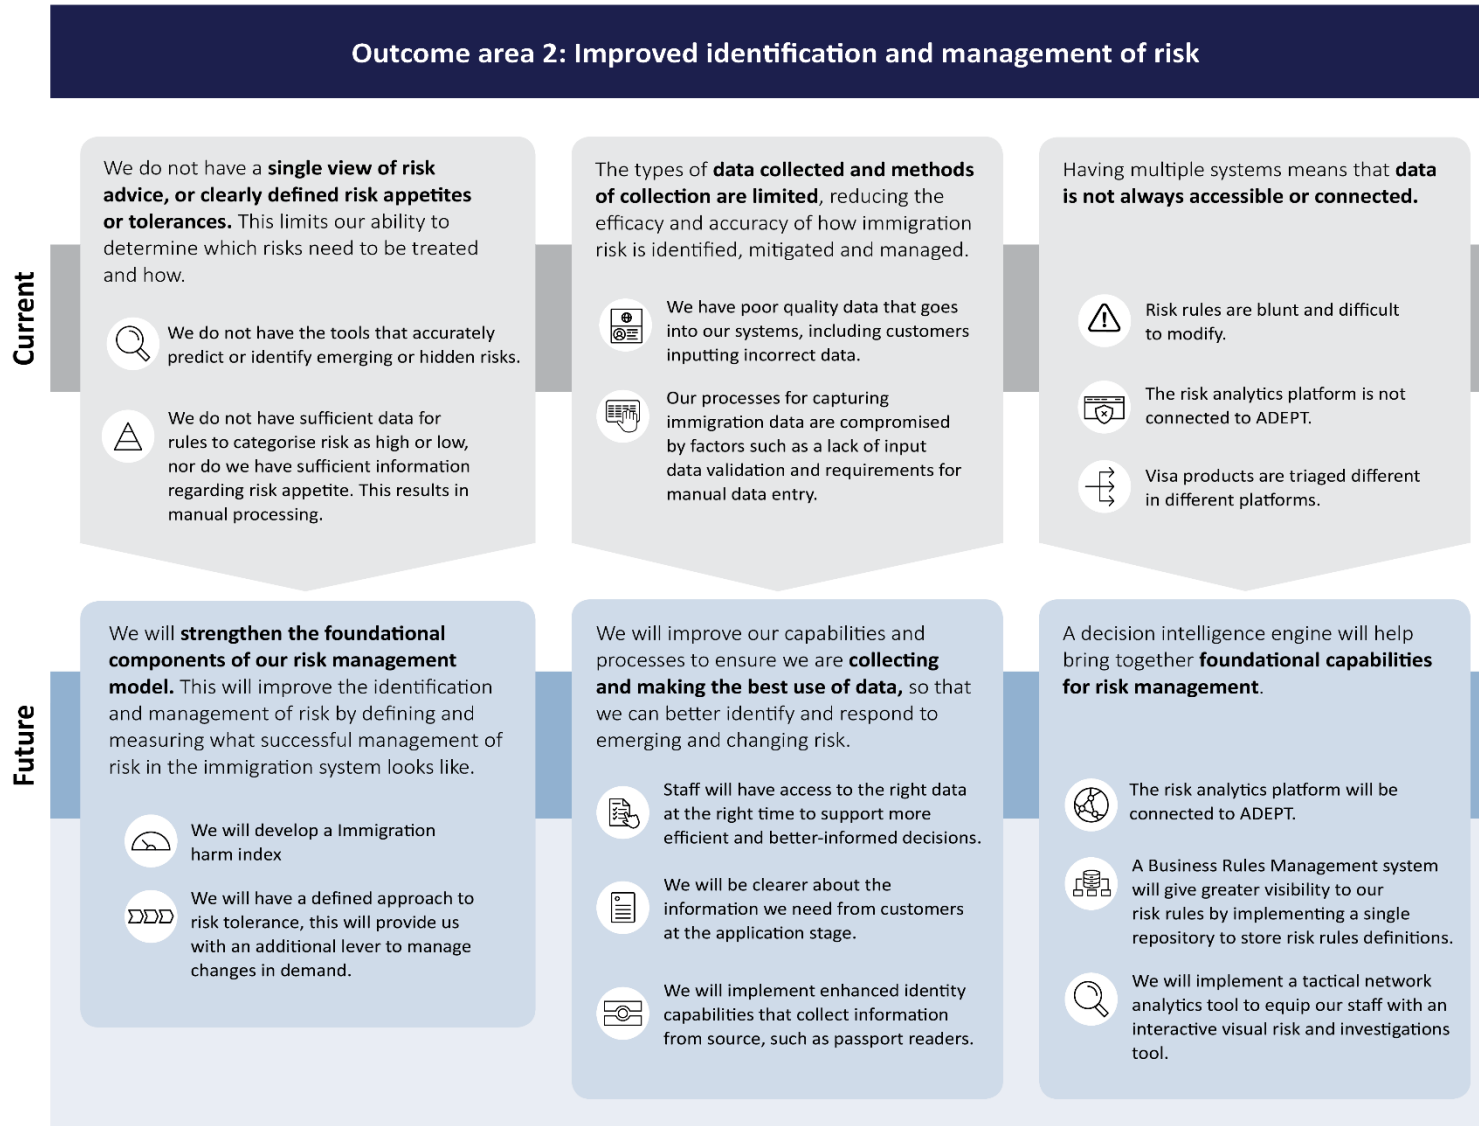 Outcome area 2: Improved identification and management of risk
Current
We do not have a single view of risk
advice, or clearly defined risk appetites
or tolerances. This limits our ability to
determine which risks need to be treated
and how.
We do not have the tools that accurately
predict or identify emerging or hidden risks.
We do not have sufficient data for
rules to categorise risk as high or low,
nor do we have sufficient information
regarding risk appetite. This results in
manual processing.
The types of data collected and methods
of collection are limited, reducing the
efficacy and accuracy of how immigration
risk is identified, mitigated and managed.
We have poor quality data that goes
into our systems, including customers
inputting incorrect data.
Our processes for capturing
immigration data are compromised
by factors such as a lack of input
data validation and requirements for
manual data entry.
Having multiple systems means that data
is not always accessible or connected.
Risk rules are blunt and difficult
to modify.
The risk analytics platform is not
connected to ADEPT.
Visa products are triaged different
in different platforms.
Future
We will strengthen the foundational
components of our risk management
model. This will improve the identification
and management of risk by defining and
measuring what successful management of
risk in the immigration system looks like.
We will develop a Immigration
harm index
We will have a defined approach to
risk tolerance, this will provide us
with an additional lever to manage
changes in demand.
We will improve our capabilities and
processes to ensure we are collecting
and making the best use of data, so that
we can better identify and respond to
emerging and changing risk.
Staff will have access to the right data
at the right time to support more
efficient and better-informed decisions.
We will be clearer about the
information we need from customers
at the application stage.
We will implement enhanced identity
capabilities that collect information
from source, such as passport readers.
A decision intelligence engine will help
bring together foundational capabilities
for risk management.
The risk analytics platform will be
connected to ADEPT.
A Business Rules Management system
will give greater visibility to our
risk rules by implementing a single
repository to store risk rules definitions.
We will implement a tactical network
analytics tool to equip our staff with an
interactive visual risk and investigations
tool.